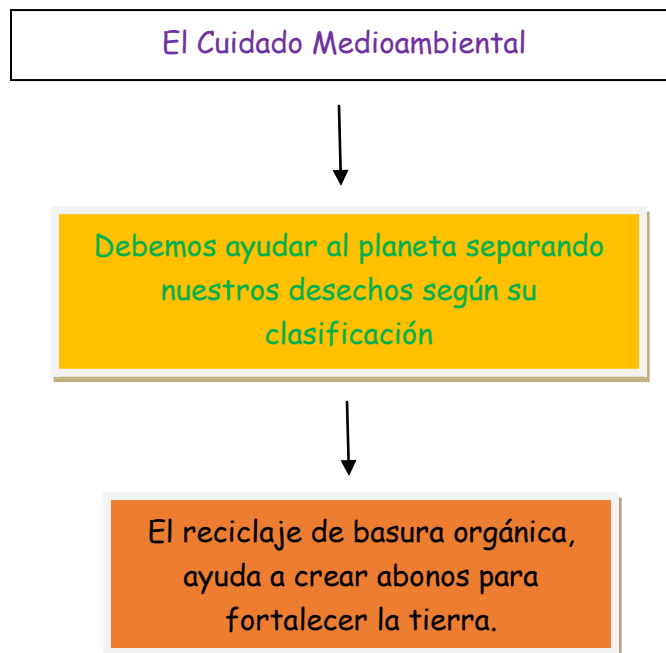 El Cuidado Medioambiental
Debemos ayudar al planeta separando
nuestros desechos según su
clasificación
El reciclaje de basura orgánica,
ayuda a crear abonos para
fortalecer la tierra.